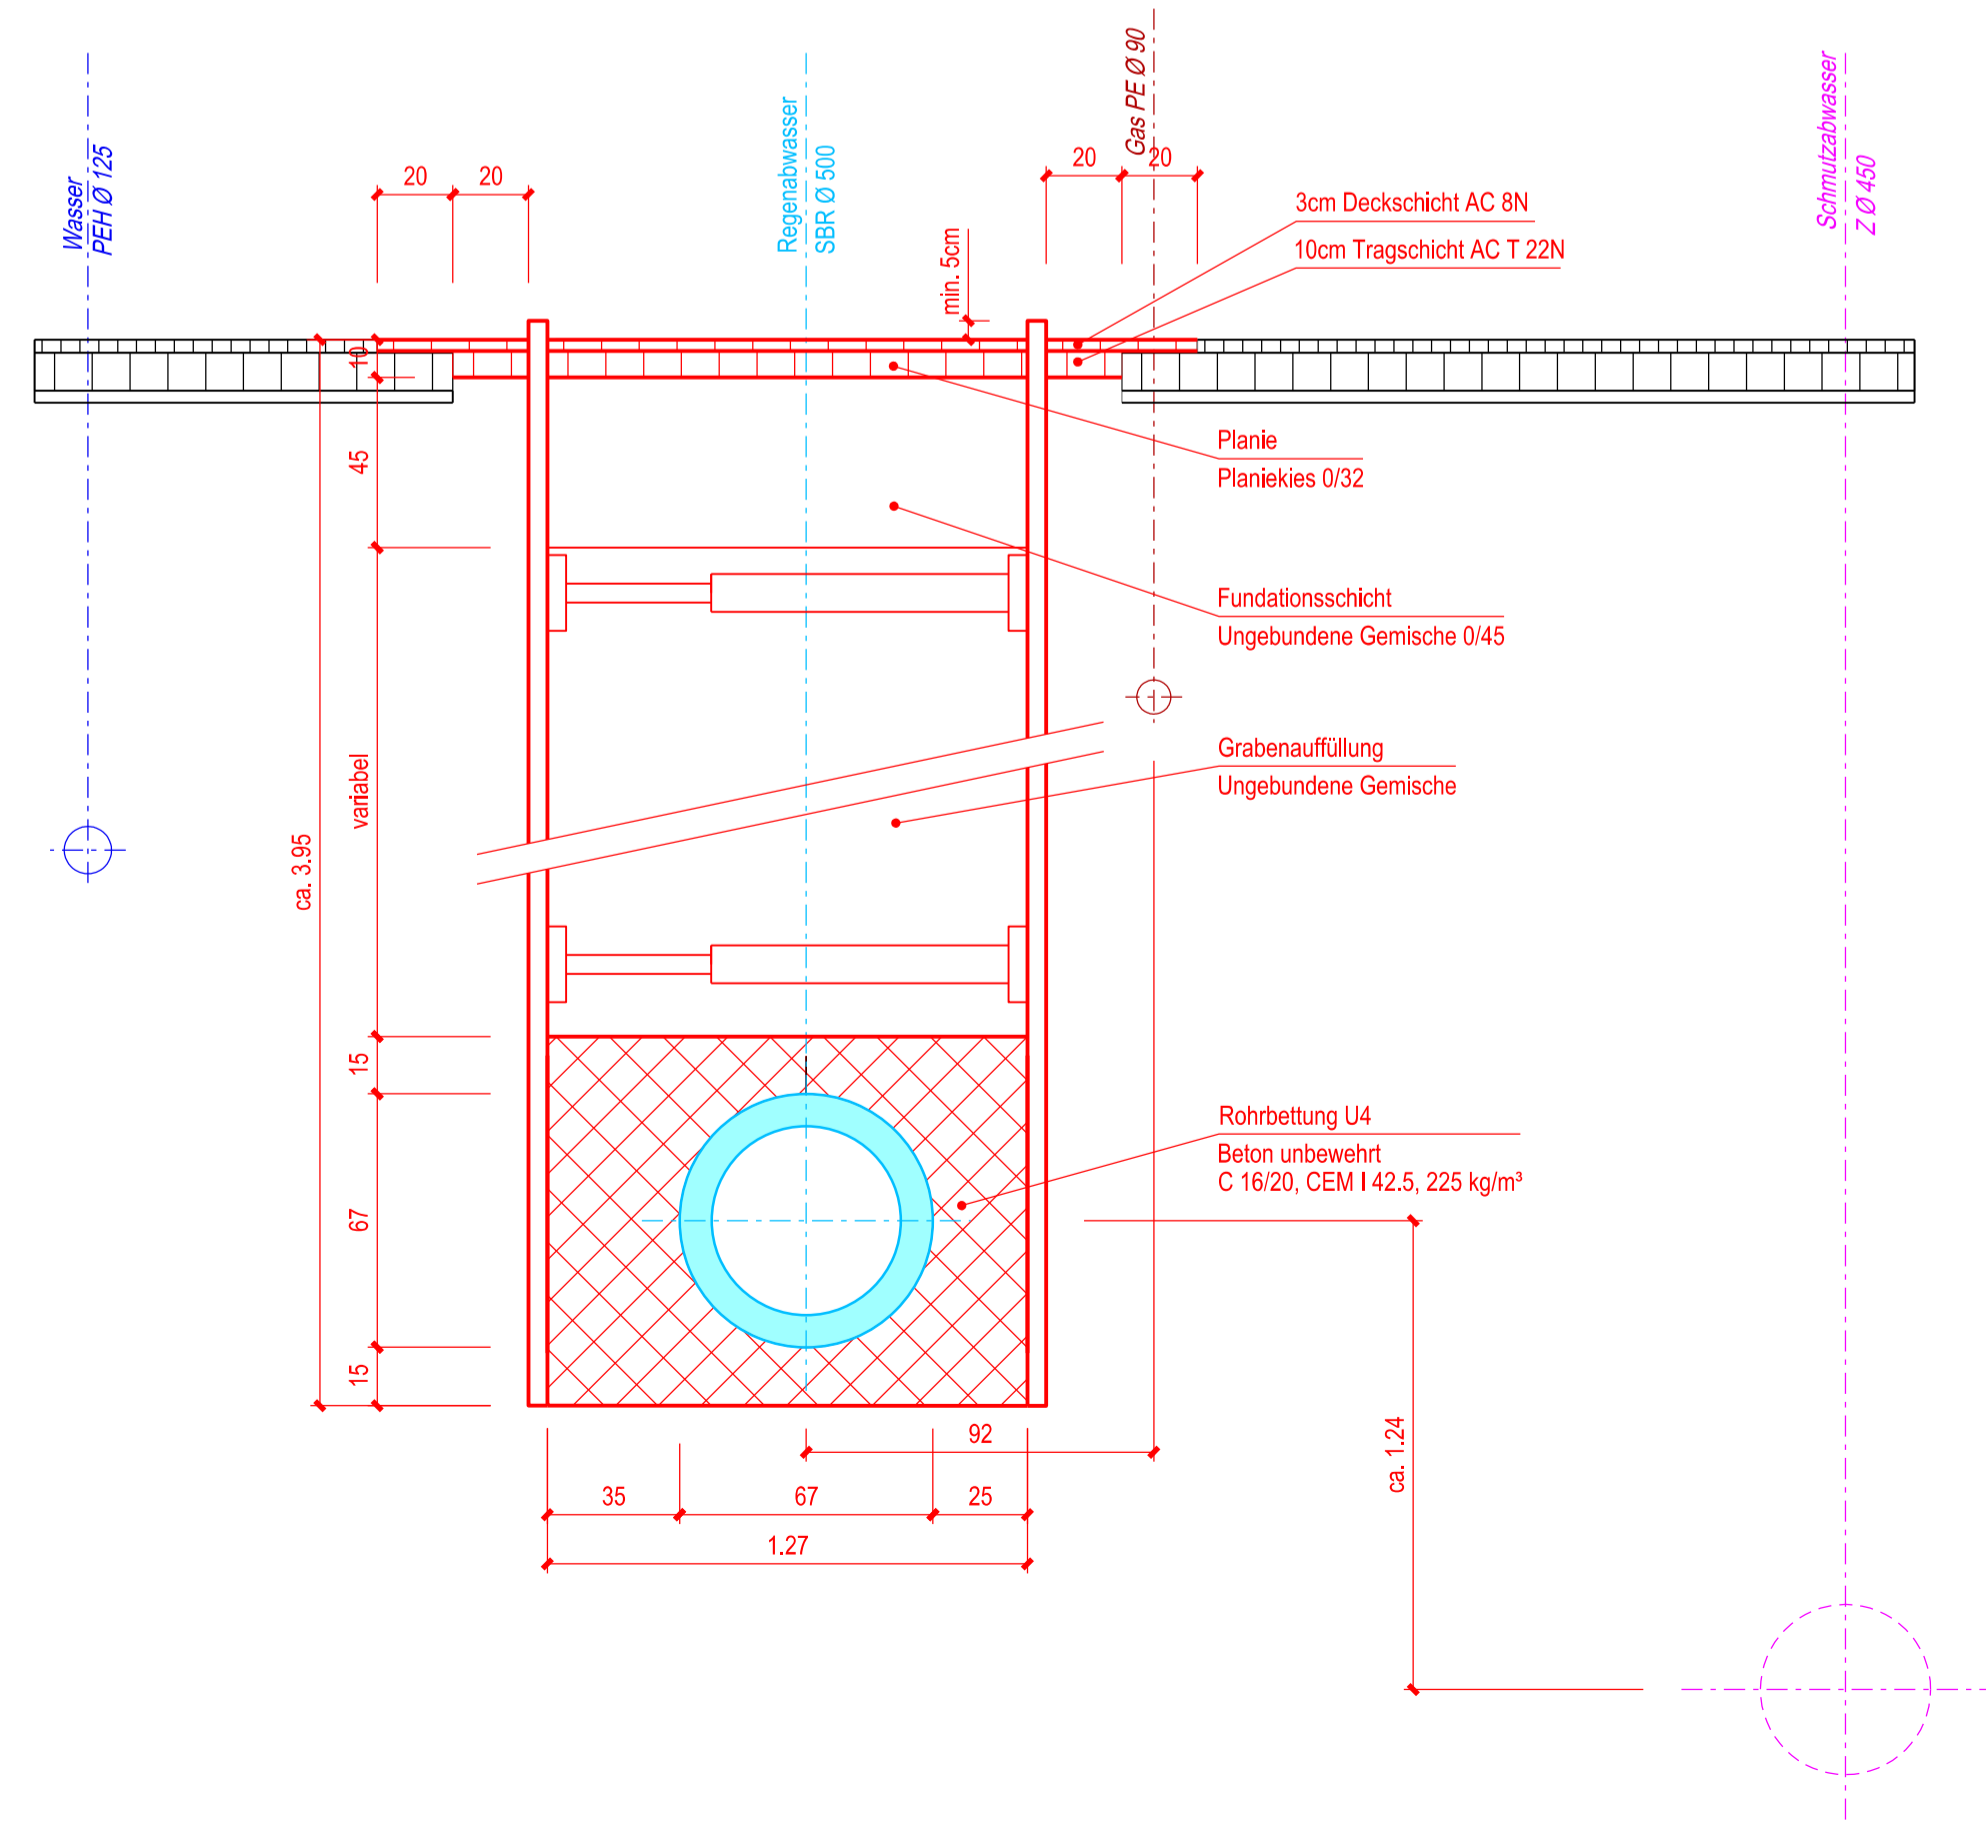 Wasser
PEH Ø 125
Regenabwasser
SBR Ø 500
Gas PE Ø 90
Schmutzabwasser
Z Ø 450
20
20
20
20
min. 5cm
3cm Deckschicht AC 8N
10cm Tragschicht AC T 22N
10
45
variabel
ca. 3.95
15
67
15
Planie
Planiekies 0/32
Fundationsschicht
Ungebundene Gemische 0/45
Grabenauffüllung
Ungebundene Gemische
Rohrbettung U4
Beton unbewehrt
C 16/20, CEM I 42.5, 225 kg/m³
92
35
67
25
1.27
ca. 1.24